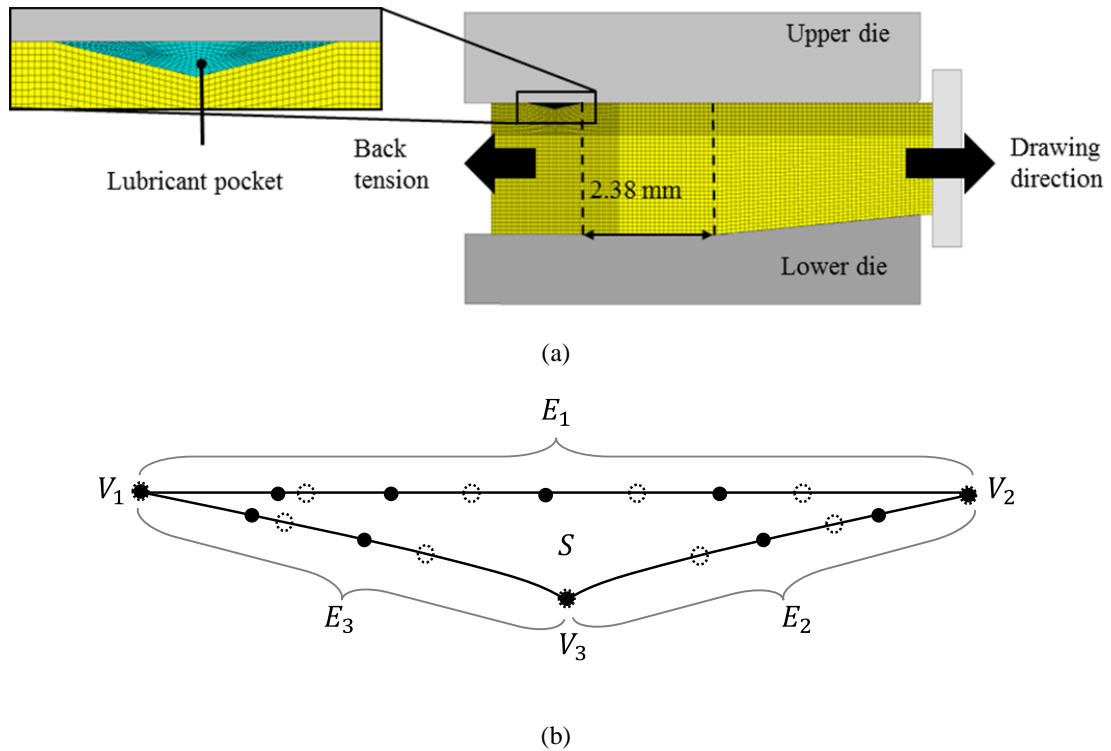 Upper die
Lubricant pocket
Back
tension
2.38 mm
Drawing
direction
Lower die
(a)
E₁
V₁
V₂
S
E₃
E₂
V₃
(b)